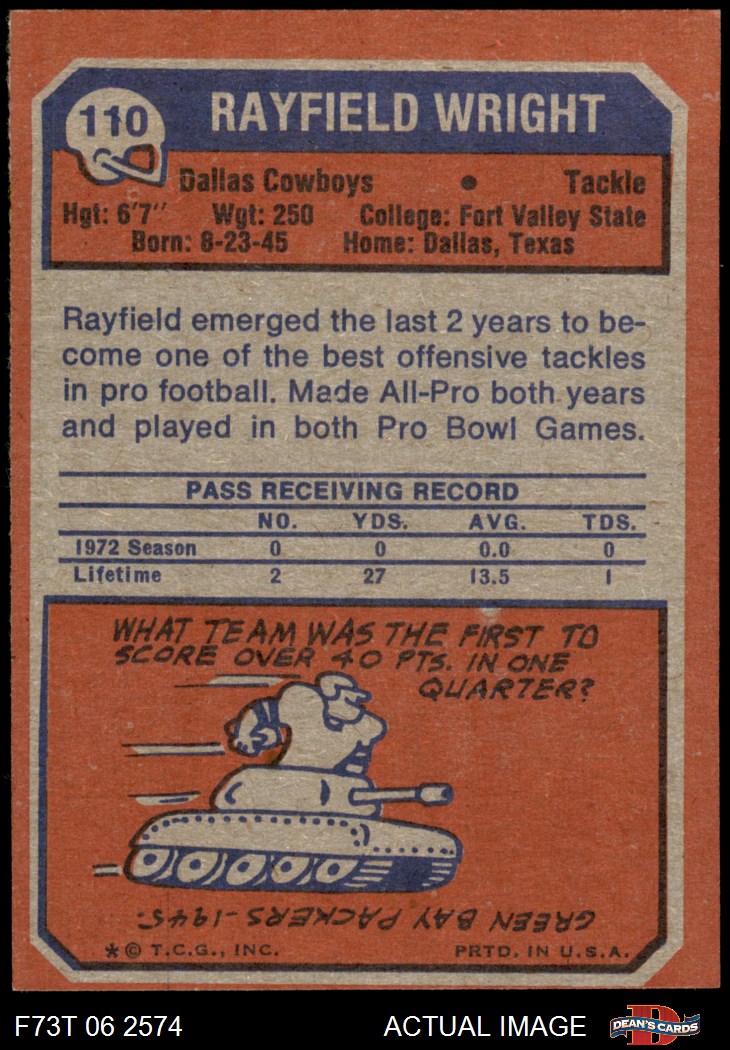 110
RAYFIELD WRIGHT
Dallas Cowboys • Tackle
Hgt: 6'7" Wgt: 250 College: Fort Valley State
Born: 8-23-45 Home: Dallas, Texas
Rayfield emerged the last 2 years to be-
come one of the best offensive tackles
in pro football. Made All-Pro both years
and played in both Pro Bowl Games.
PASS RECEIVING RECORD
NO. YDS. AVG. TDS.
1972 Season 0 0 0.0 0
Lifetime 2 27 13.5 1
WHAT TEAM WAS THE FIRST TO
SCORE OVER 40 PTS. IN ONE
QUARTER?
GREEN BAY PACKERS-1945.
*© T.C.G., INC. PRTD. IN U.S.A.
F73T 06 2574 ACTUAL IMAGE
D
DEAN'S CARDS